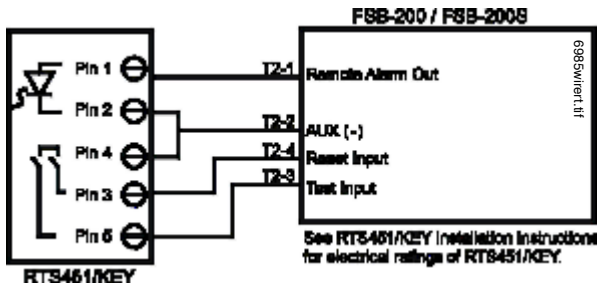 FSB-200 / FSB-200S
Pin 1
T2-1
Remote Alarm Out
Pin 2
T2-2
AUX (-)
Pin 4
T2-4
Reset Input
Pin 3
T2-3
Test Input
Pin 5
See RTS451/KEY installation instructions
for electrical ratings of RTS451/KEY.
RTS451/KEY
6985wirert.tif